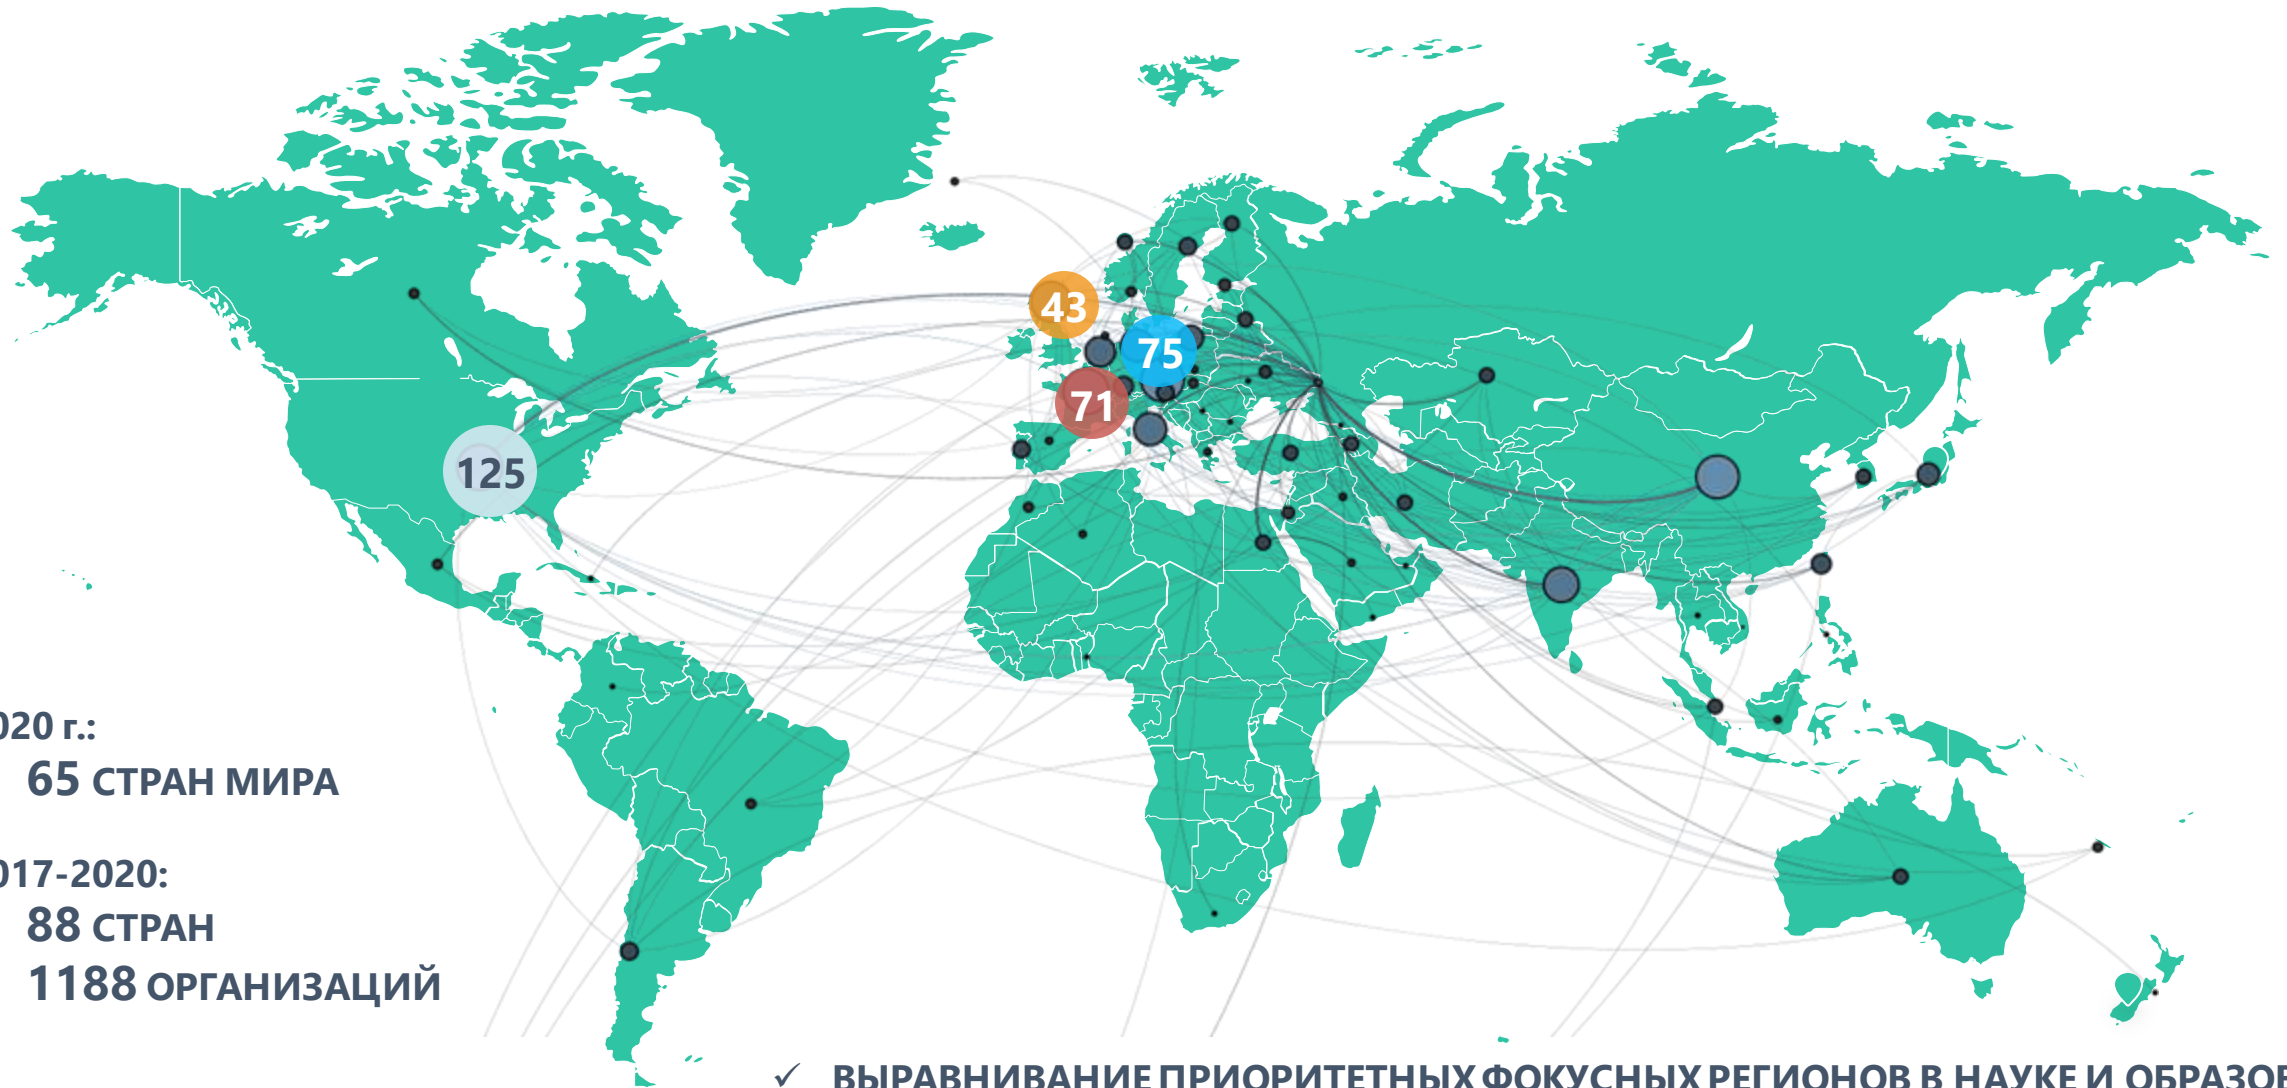 43
75
71
125
020 г.:
65 СТРАН МИРА
017-2020:
88 СТРАН
1188 ОРГАНИЗАЦИЙ
✓ ВЫРАВНИВАНИЕ ПРИОРИТЕТНЫХ ФОКУСНЫХ РЕГИОНОВ В НАУКЕ И ОБРАЗОВ